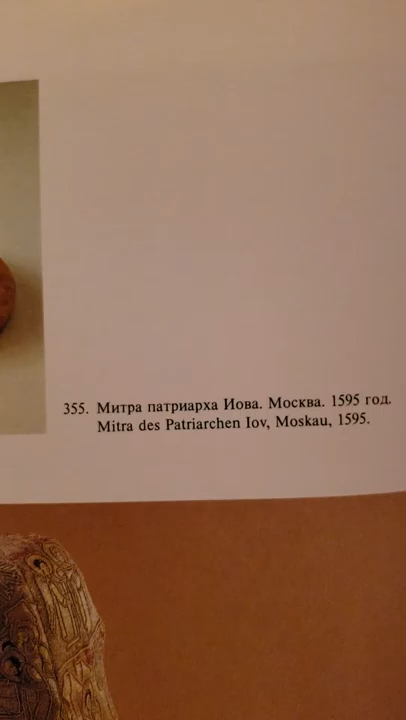 355. Митра патриарха Иова. Москва. 1595 год.
Mitra des Patriarchen Iov, Moskau, 1595.